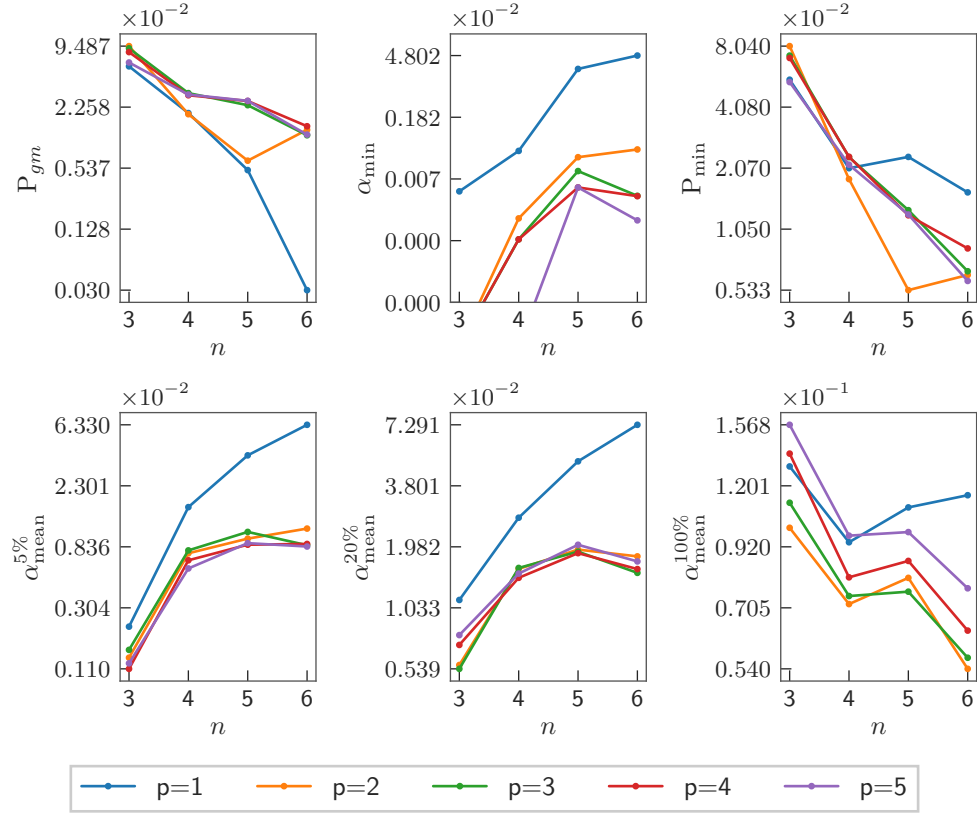 ×10⁻²
9.487
2.258
0.537
0.128
0.030
P_gm
3 4 5 6
n
×10⁻²
4.802
0.182
0.007
0.000
0.000
α_min
3 4 5 6
n
×10⁻²
8.040
4.080
2.070
1.050
0.533
P_min
3 4 5 6
n
×10⁻²
6.330
2.301
0.836
0.304
0.110
α_mean^5%
3 4 5 6
n
×10⁻²
7.291
3.801
1.982
1.033
0.539
α_mean^20%
3 4 5 6
n
×10⁻¹
1.568
1.201
0.920
0.705
0.540
α_mean^100%
3 4 5 6
n
p=1 p=2 p=3 p=4 p=5